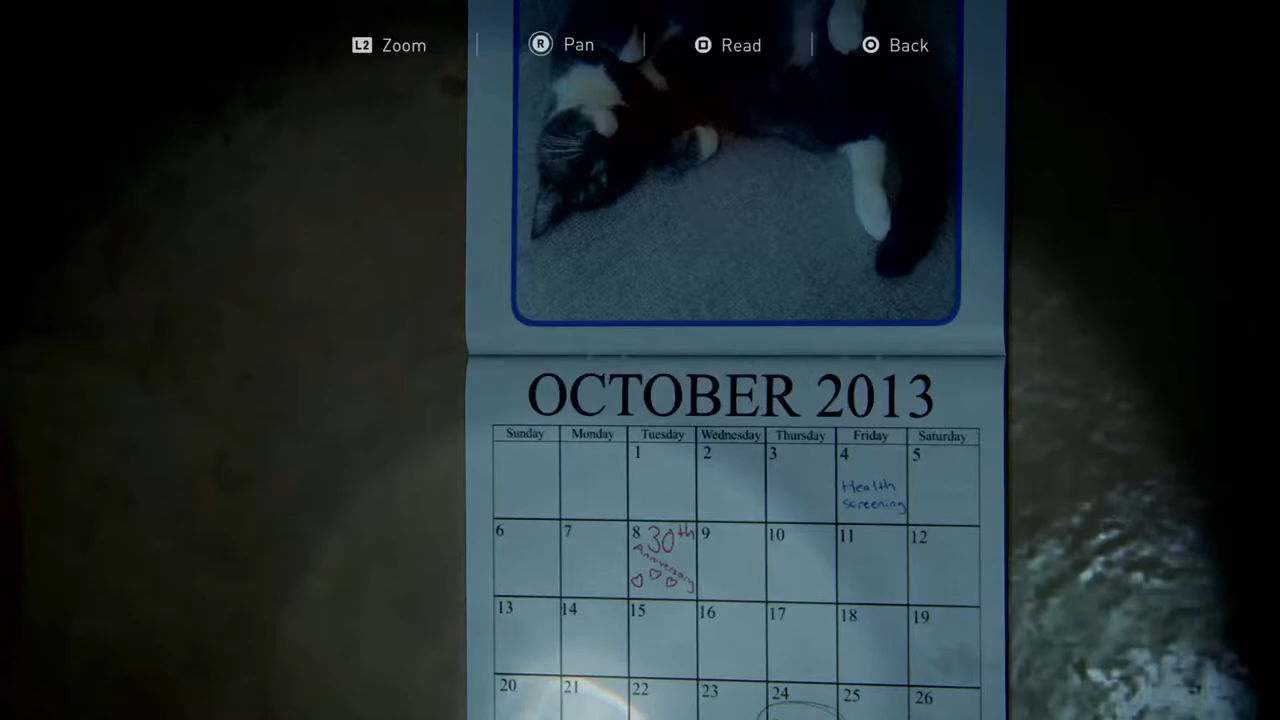 L2 Zoom R Pan Read Back
OCTOBER 2013
Sunday Monday Tuesday Wednesday Thursday Friday Saturday
1 2 3 4 5
Health
screening
6 7 8 9 10 11 12
30th
Anniversary
13 14 15 16 17 18 19
20 21 22 23 24 25 26